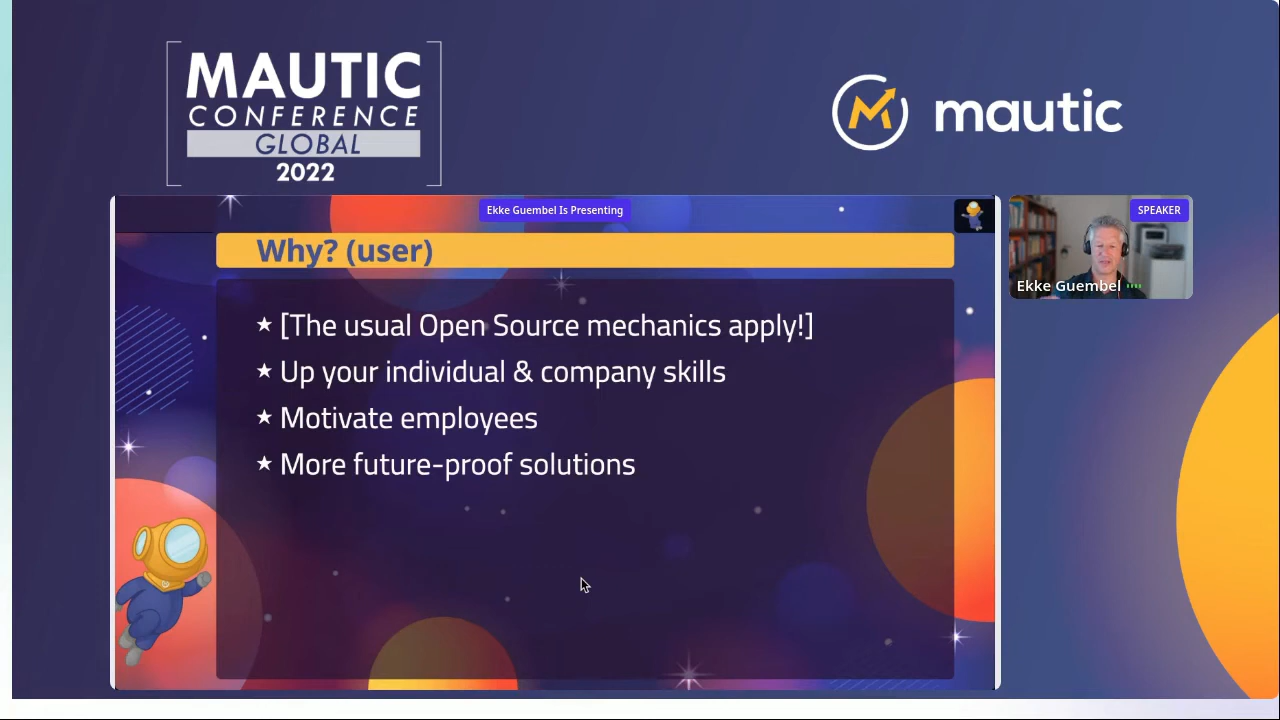 MAUTIC
CONFERENCE
GLOBAL
2022
mautic
Ekke Guembel Is Presenting
SPEAKER
Ekke Guembel
Why? (user)
[The usual Open Source mechanics apply!]
Up your individual & company skills
Motivate employees
More future-proof solutions